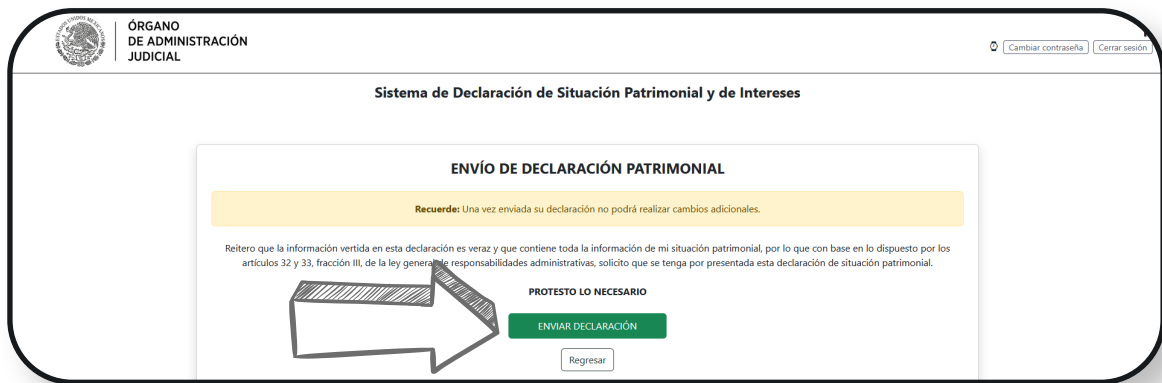 ÓRGANO
DE ADMINISTRACIÓN
JUDICIAL
Cambiar contraseña
Cerrar sesión
Sistema de Declaración de Situación Patrimonial y de Intereses
ENVÍO DE DECLARACIÓN PATRIMONIAL
Recuerde: Una vez enviada su declaración no podrá realizar cambios adicionales.
Reitero que la información vertida en esta declaración es veraz y que contiene toda la información de mi situación patrimonial, por lo que con base en lo dispuesto por los
artículos 32 y 33, fracción III, de la ley general de responsabilidades administrativas, solicito que se tenga por presentada esta declaración de situación patrimonial.
PROTESTO LO NECESARIO
ENVIAR DECLARACIÓN
Regresar